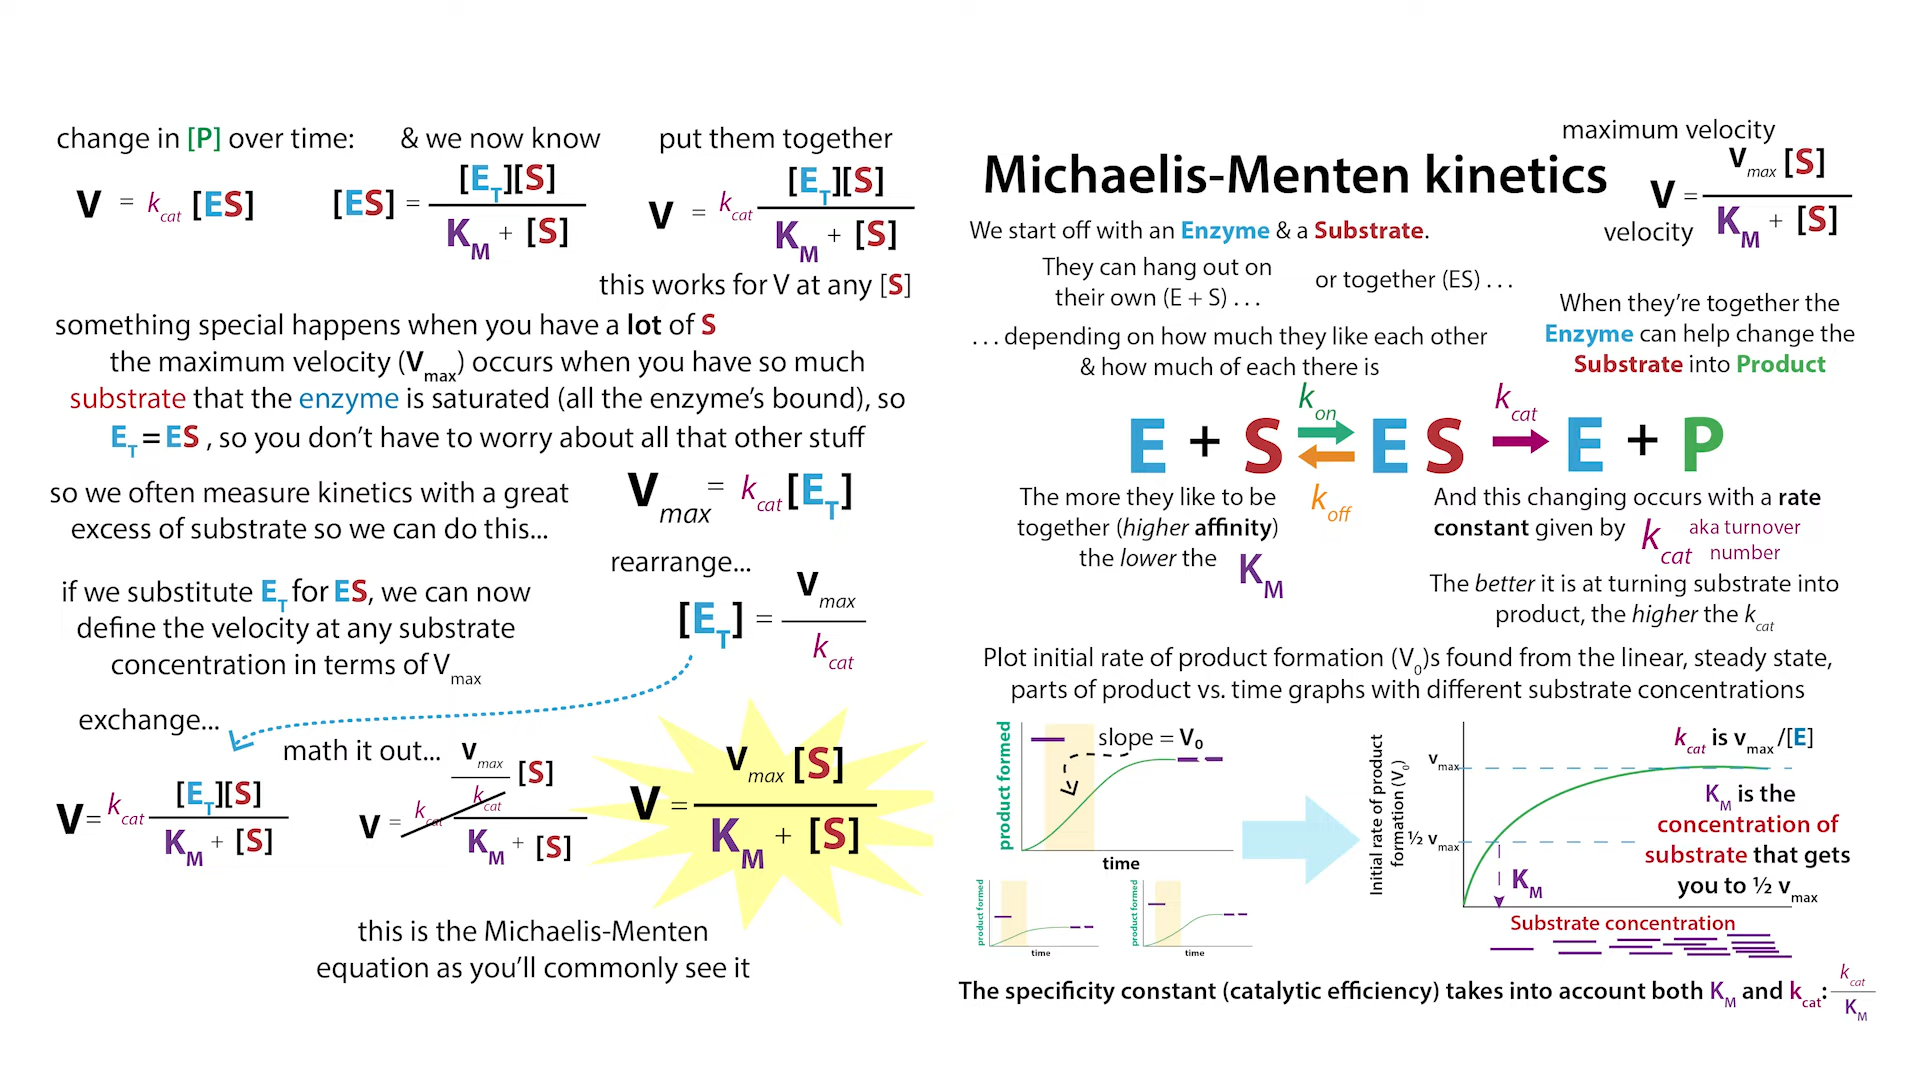 change in [P] over time:
V = kcat [ES]
& we now know
[ES] = [ET][S]
KM + [S]
put them together
V = kcat [ET][S]
KM + [S]
this works for V at any [S]
something special happens when you have a lot of S
the maximum velocity (Vmax) occurs when you have so much
substrate that the enzyme is saturated (all the enzyme's bound), so
ET = ES , so you don't have to worry about all that other stuff
so we often measure kinetics with a great
excess of substrate so we can do this...
Vmax = kcat [ET]
rearrange...
[ET] = Vmax
kcat
if we substitute ET for ES, we can now
define the velocity at any substrate
concentration in terms of Vmax
exchange...
V = kcat [ET][S]
KM + [S]
math it out...
V = kcat Vmax [S]
kcat
KM + [S]
V = Vmax [S]
KM + [S]
this is the Michaelis-Menten
equation as you'll commonly see it
Michaelis-Menten kinetics
maximum velocity
V = Vmax [S]
KM + [S]
velocity
We start off with an Enzyme & a Substrate.
They can hang out on
their own (E + S) . . .
or together (ES) . . .
. . . depending on how much they like each other
& how much of each there is
When they're together the
Enzyme can help change the
Substrate into Product
kon
kcat
E + S ES E + P
koff
The more they like to be
together (higher affinity)
the lower the KM
And this changing occurs with a rate
constant given by kcat aka turnover
number
The better it is at turning substrate into
product, the higher the kcat
Plot initial rate of product formation (V0)s found from the linear, steady state,
parts of product vs. time graphs with different substrate concentrations
product formed
slope = V0
time
product formed
time
product formed
time
Initial rate of product
formation (V0)
vmax
½ vmax
KM
kcat is vmax /[E]
KM is the
concentration of
substrate that gets
you to ½ vmax
Substrate concentration
The specificity constant (catalytic efficiency) takes into account both KM and kcat: kcat
KM